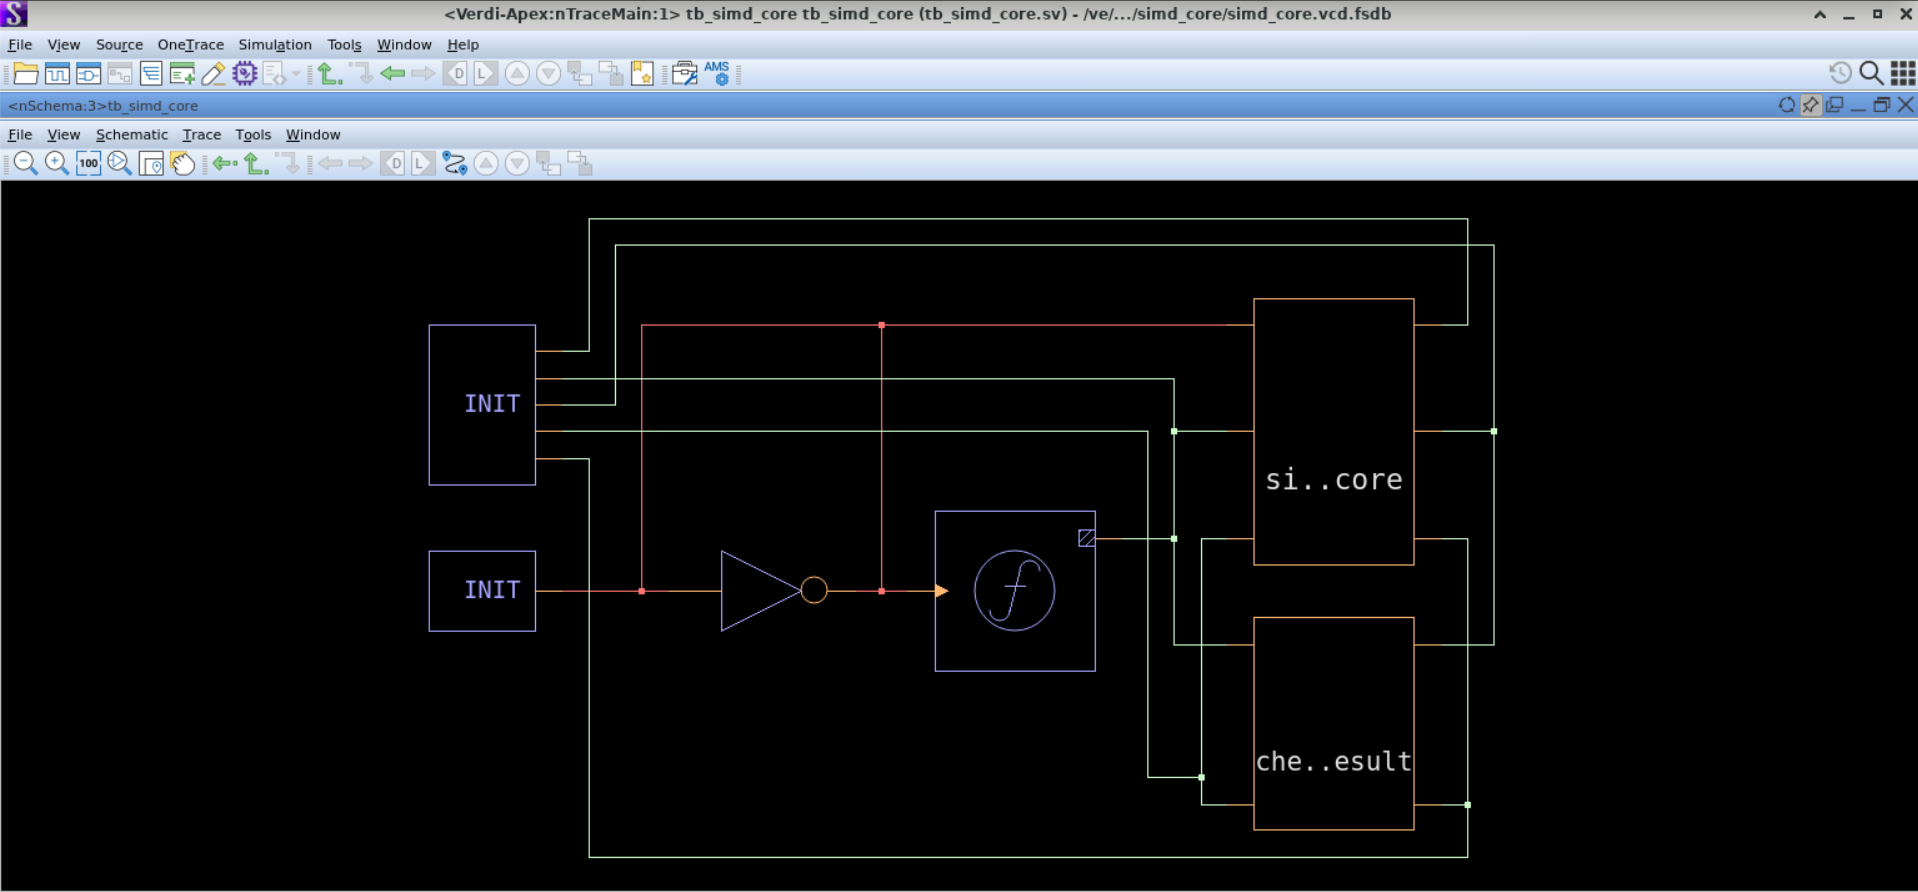 <Verdi-Apex:nTraceMain:1> tb_simd_core tb_simd_core (tb_simd_core.sv) - /ve/.../simd_core/simd_core.vcd.fsdb
File View Source OneTrace Simulation Tools Window Help
D L AMS
<nSchema:3>tb_simd_core
File View Schematic Trace Tools Window
100 D L
INIT
si..core
INIT
che..esult